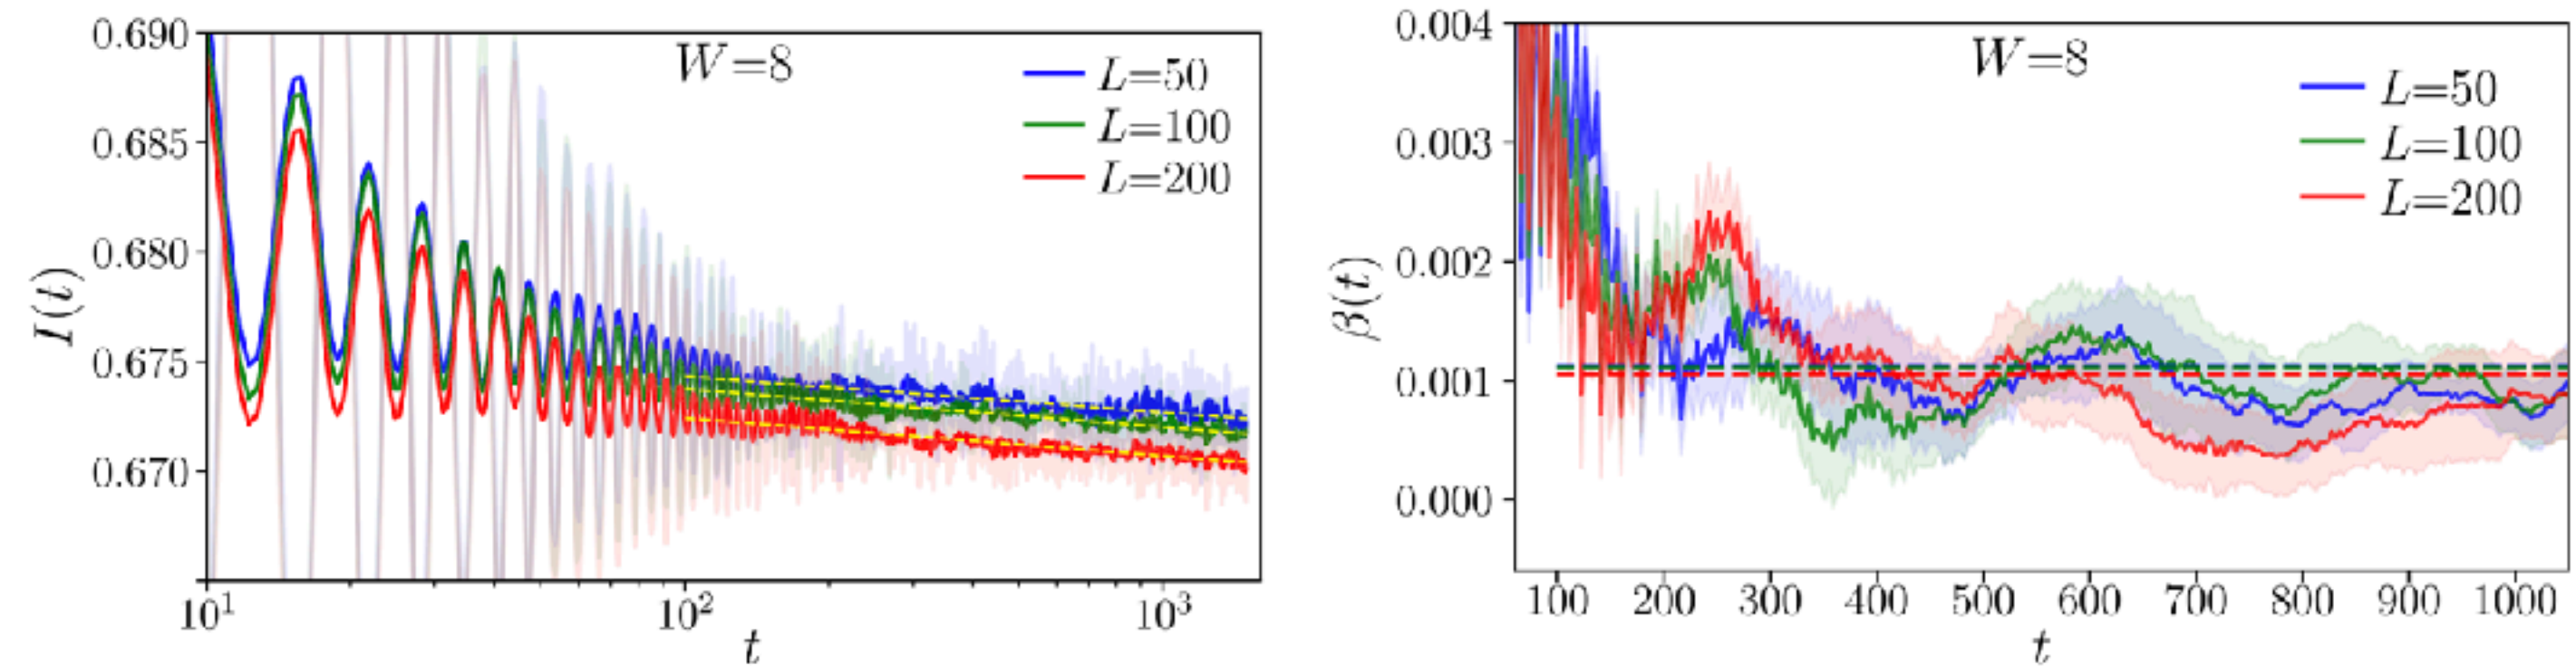 W=8
L=50
L=100
L=200
0.690
0.685
0.680
0.675
0.670
I(t)
10¹
10²
10³
t
W=8
L=50
L=100
L=200
0.004
0.003
0.002
0.001
0.000
β(t)
100 200 300 400 500 600 700 800 900 1000
t